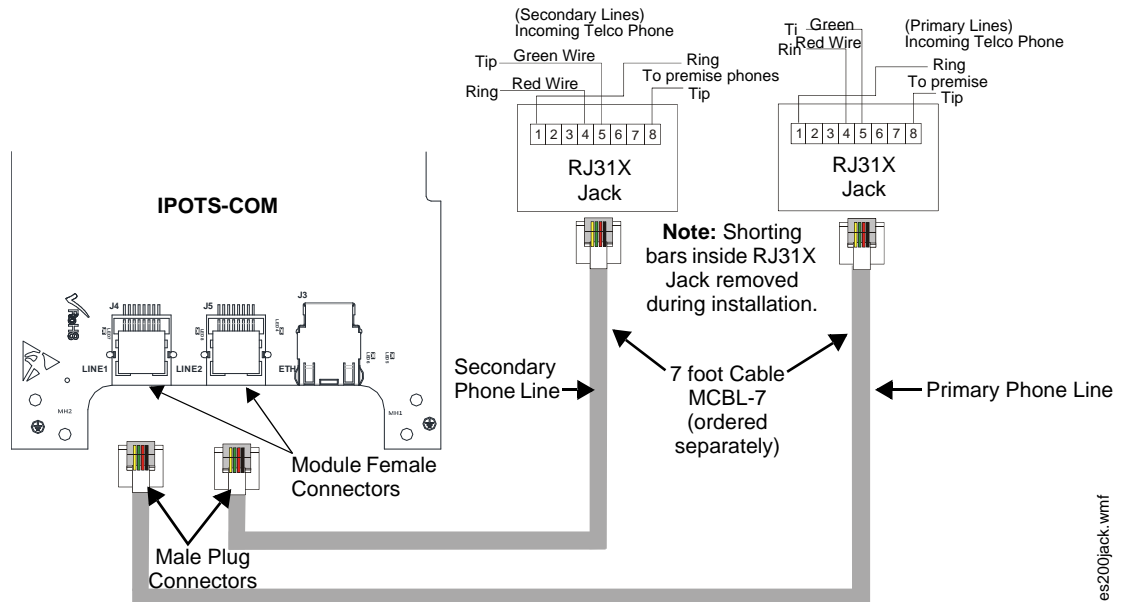 (Secondary Lines)
Incoming Telco Phone
Tip Green Wire
Ring Red Wire
Ring
To premise phones
Tip
1 2 3 4 5 6 7 8
RJ31X
Jack
Ti Green
Rin Red Wire
(Primary Lines)
Incoming Telco Phone
Ring
To premise
Tip
1 2 3 4 5 6 7 8
RJ31X
Jack
IPOTS-COM
Note: Shorting
bars inside RJ31X
Jack removed
during installation.
RoHS
J4
J5
J3
LINE1
LINE2
ETH
MH2
MH1
Secondary
Phone Line
7 foot Cable
MCBL-7
(ordered
separately)
Primary Phone Line
Module Female
Connectors
Male Plug
Connectors
es200jack.wmf